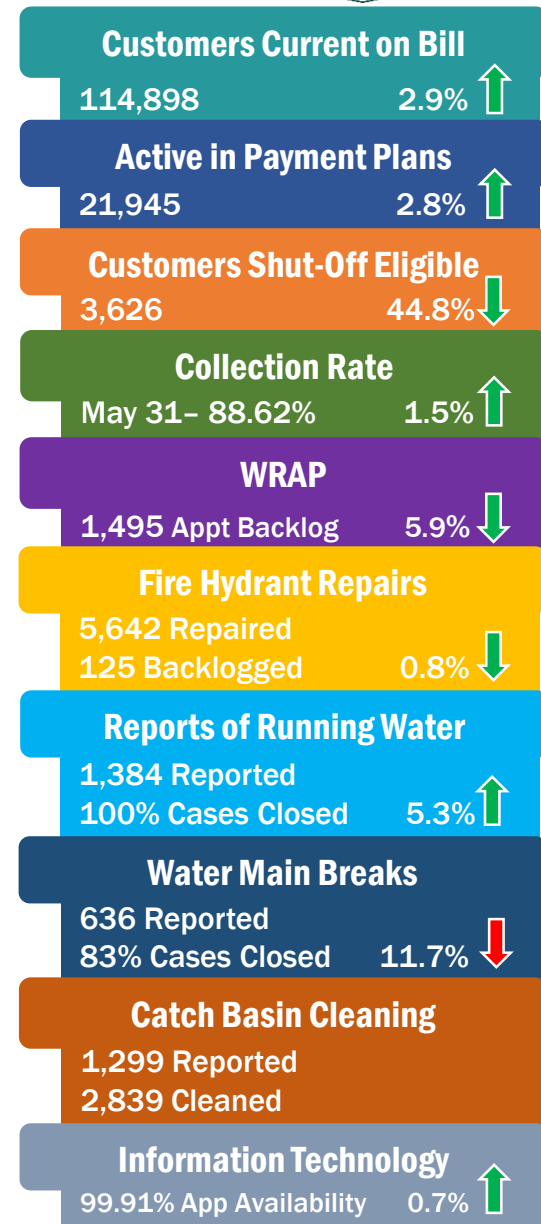 Customers Current on Bill
114,898 2.9%
Active in Payment Plans
21,945 2.8%
Customers Shut-Off Eligible
3,626 44.8%
Collection Rate
May 31– 88.62% 1.5%
WRAP
1,495 Appt Backlog 5.9%
Fire Hydrant Repairs
5,642 Repaired
125 Backlogged 0.8%
Reports of Running Water
1,384 Reported
100% Cases Closed 5.3%
Water Main Breaks
636 Reported
83% Cases Closed 11.7%
Catch Basin Cleaning
1,299 Reported
2,839 Cleaned
Information Technology
99.91% App Availability 0.7%